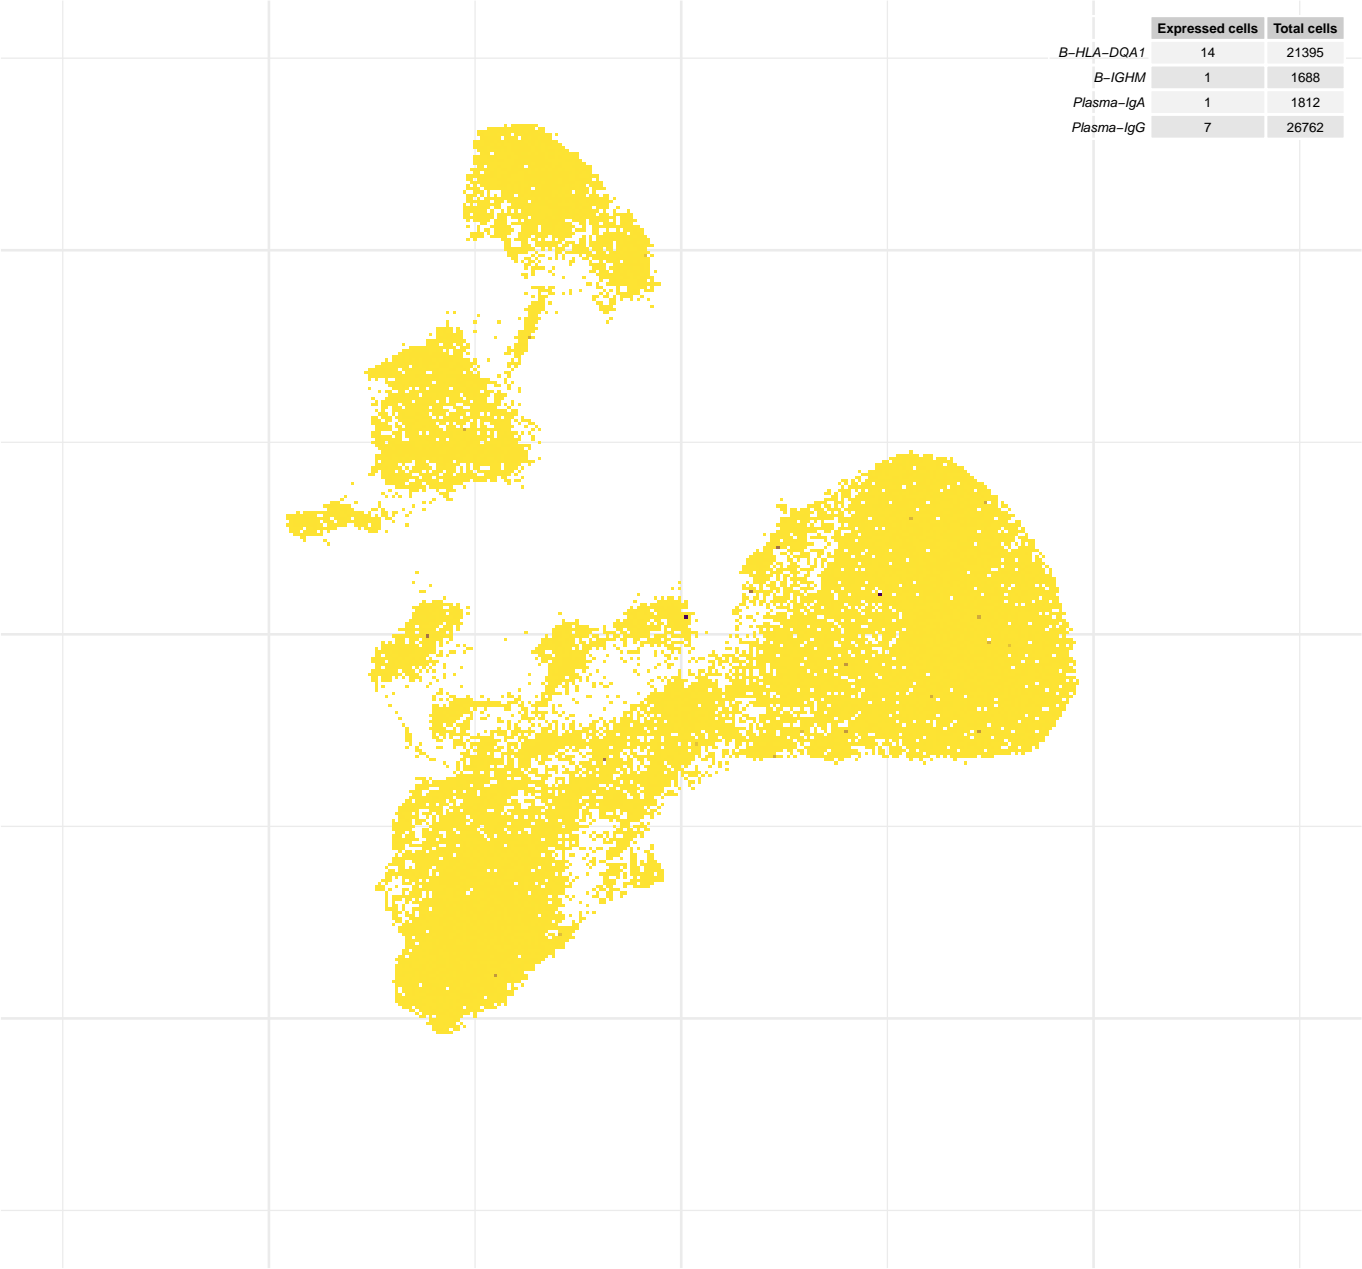 Expressed cells Total cells
B−HLA−DQA1 14 21395
B−IGHM 1 1688
Plasma−IgA 1 1812
Plasma−IgG 7 26762